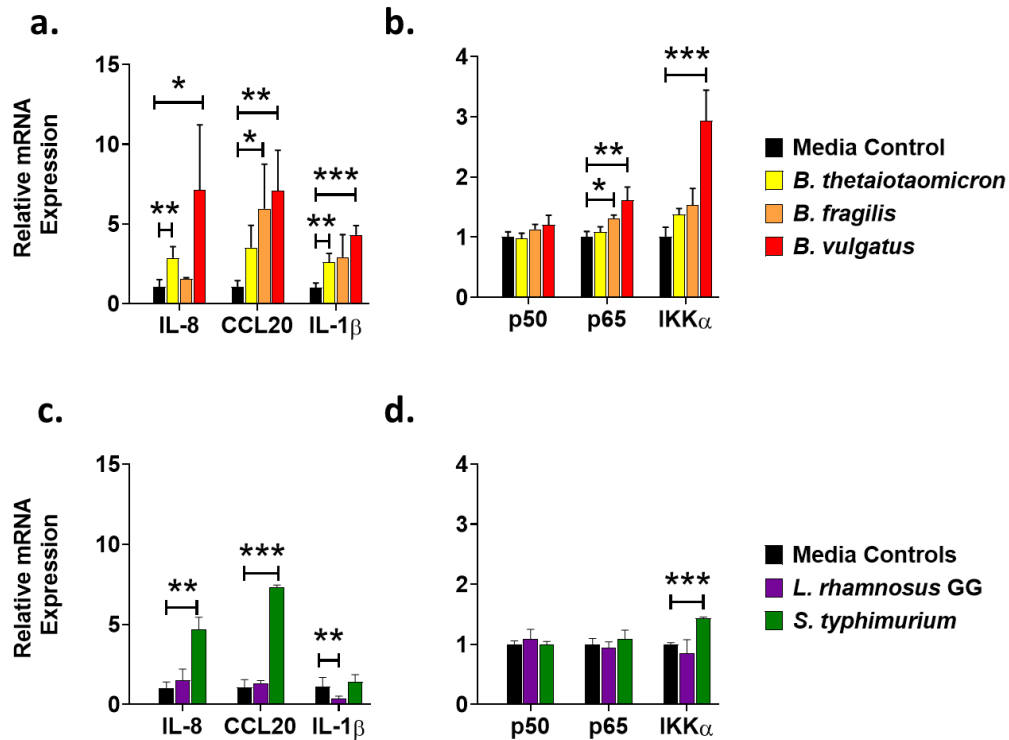 a.
Relative mRNA
Expression
15
10
5
0
*
**
**
*
***
**
IL-8 CCL20 IL-1β
b.
4
3
2
1
0
***
**
*
p50 p65 IKKα
Media Control
B. thetaiotaomicron
B. fragilis
B. vulgatus
c.
Relative mRNA
Expression
15
10
5
0
**
***
**
IL-8 CCL20 IL-1β
d.
4
3
2
1
0
***
p50 p65 IKKα
Media Controls
L. rhamnosus GG
S. typhimurium